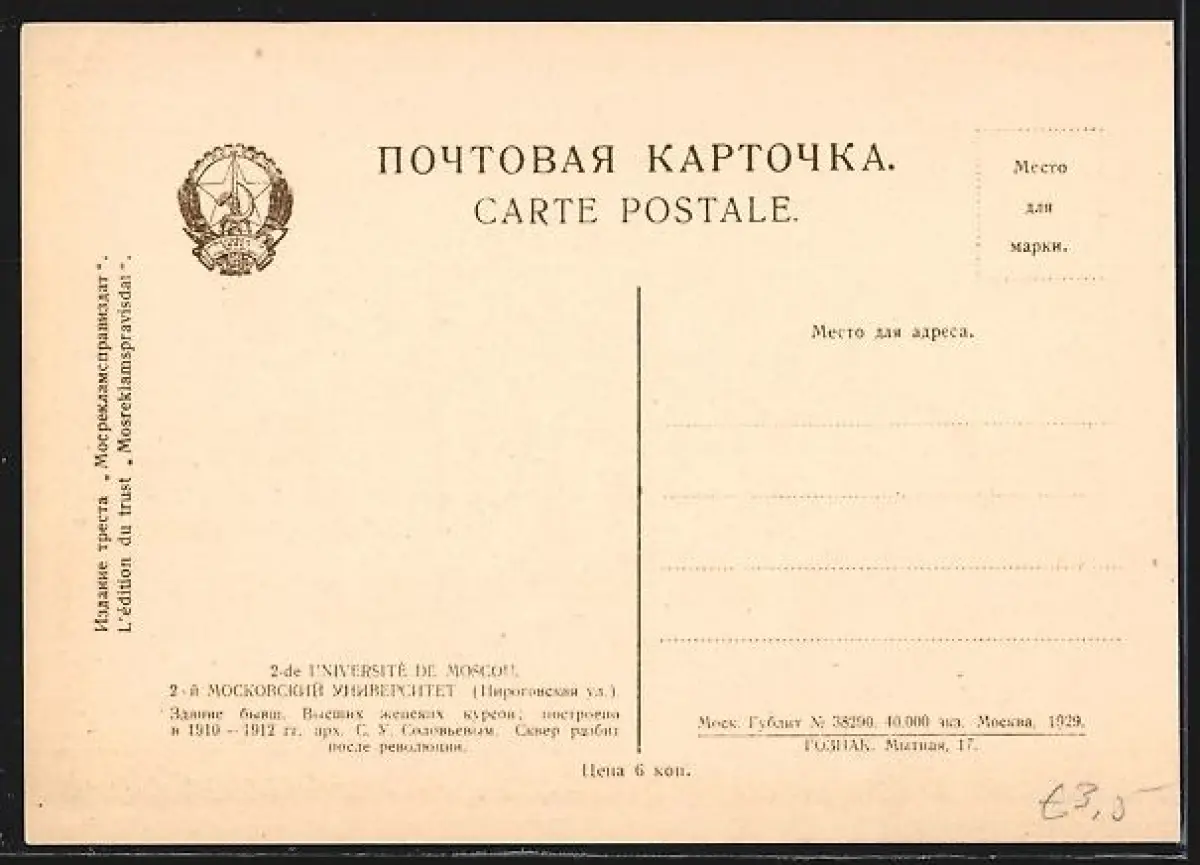 ПОЧТОВАЯ КАРТОЧКА.
CARTE POSTALE.
Место
для
марки.
Место для адреса.
Издание треста „Мосрекламсправиздат“.
L'édition du trust „Mosreklamspravisdat“.
2-de UNIVERSITÉ DE MOSCOU.
2-й МОСКОВСКИЙ УНИВЕРСИТЕТ (Пироговская ул.)
Здание бывш. Высших женских курсов; построено
в 1910 – 1912 гг. арх. С. У. Соловьевым. Сквер разбит
после революции.
Цена 6 коп.
Моск. Гублит № 38290. 40.000 экз. Москва, 1929.
ГОЗНАК. Мытная, 17.
€3,5